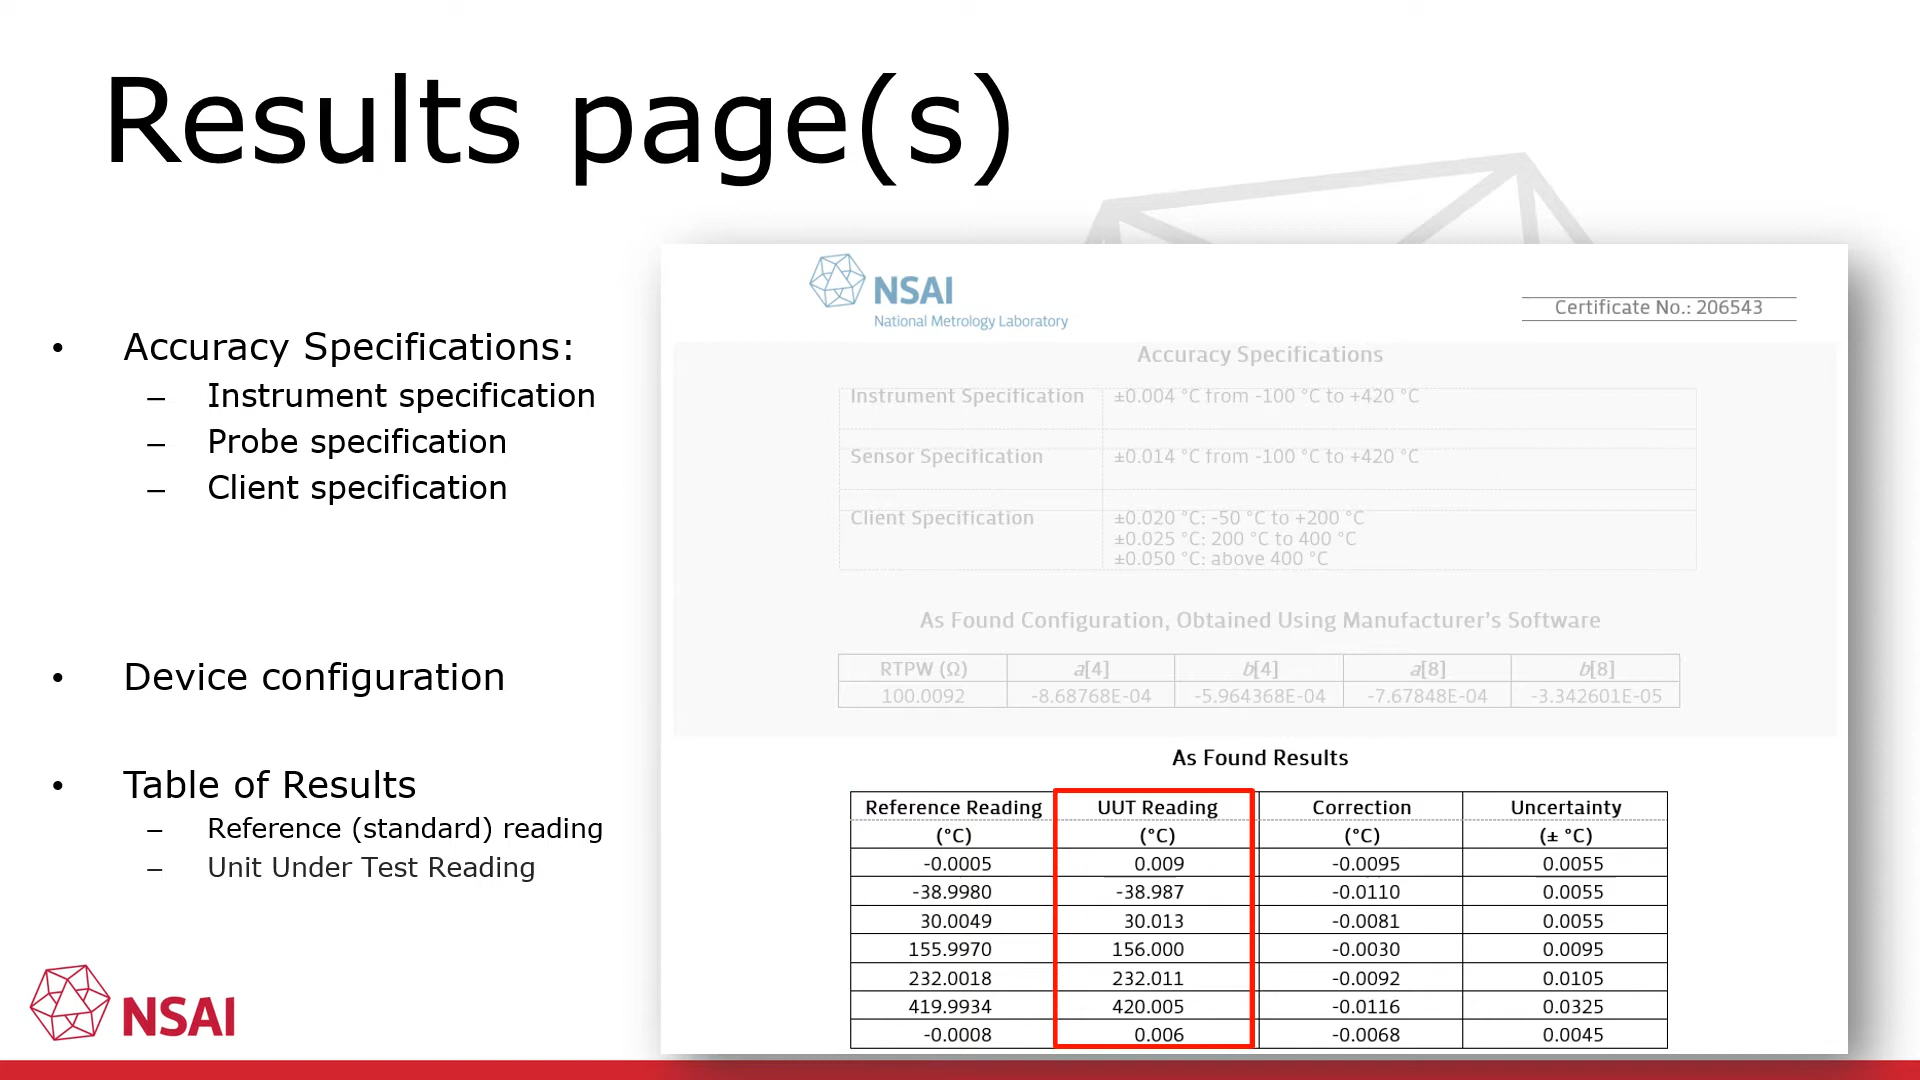 Results page(s)
• Accuracy Specifications:
– Instrument specification
– Probe specification
– Client specification
• Device configuration
• Table of Results
– Reference (standard) reading
– Unit Under Test Reading
NSAI
NSAI
National Metrology Laboratory
Certificate No.: 206543
Accuracy Specifications
Instrument Specification ±0.004 °C from -100 °C to +420 °C
Sensor Specification ±0.014 °C from -100 °C to +420 °C
Client Specification ±0.020 °C: -50 °C to +200 °C
±0.025 °C: 200 °C to 400 °C
±0.050 °C: above 400 °C
As Found Configuration, Obtained Using Manufacturer's Software
RTPW (Ω) a[4] b[4] a[8] b[8]
100.0092 -8.68768E-04 -5.964368E-04 -7.67848E-04 -3.342601E-05
As Found Results
Reference Reading UUT Reading Correction Uncertainty
(°C) (°C) (°C) (± °C)
-0.0005 0.009 -0.0095 0.0055
-38.9980 -38.987 -0.0110 0.0055
30.0049 30.013 -0.0081 0.0055
155.9970 156.000 -0.0030 0.0095
232.0018 232.011 -0.0092 0.0105
419.9934 420.005 -0.0116 0.0325
-0.0008 0.006 -0.0068 0.0045